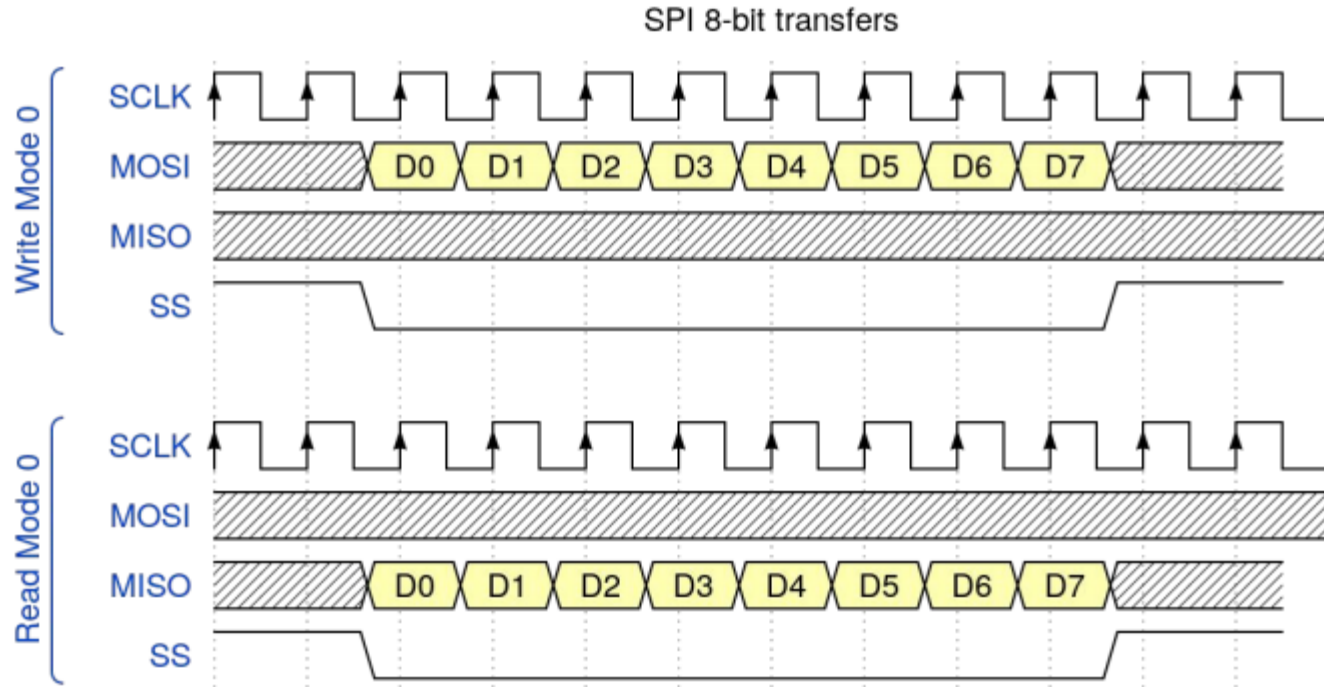 SPI 8-bit transfers
Write Mode 0
SCLK
MOSI D0 D1 D2 D3 D4 D5 D6 D7
MISO
SS
Read Mode 0
SCLK
MOSI
MISO D0 D1 D2 D3 D4 D5 D6 D7
SS